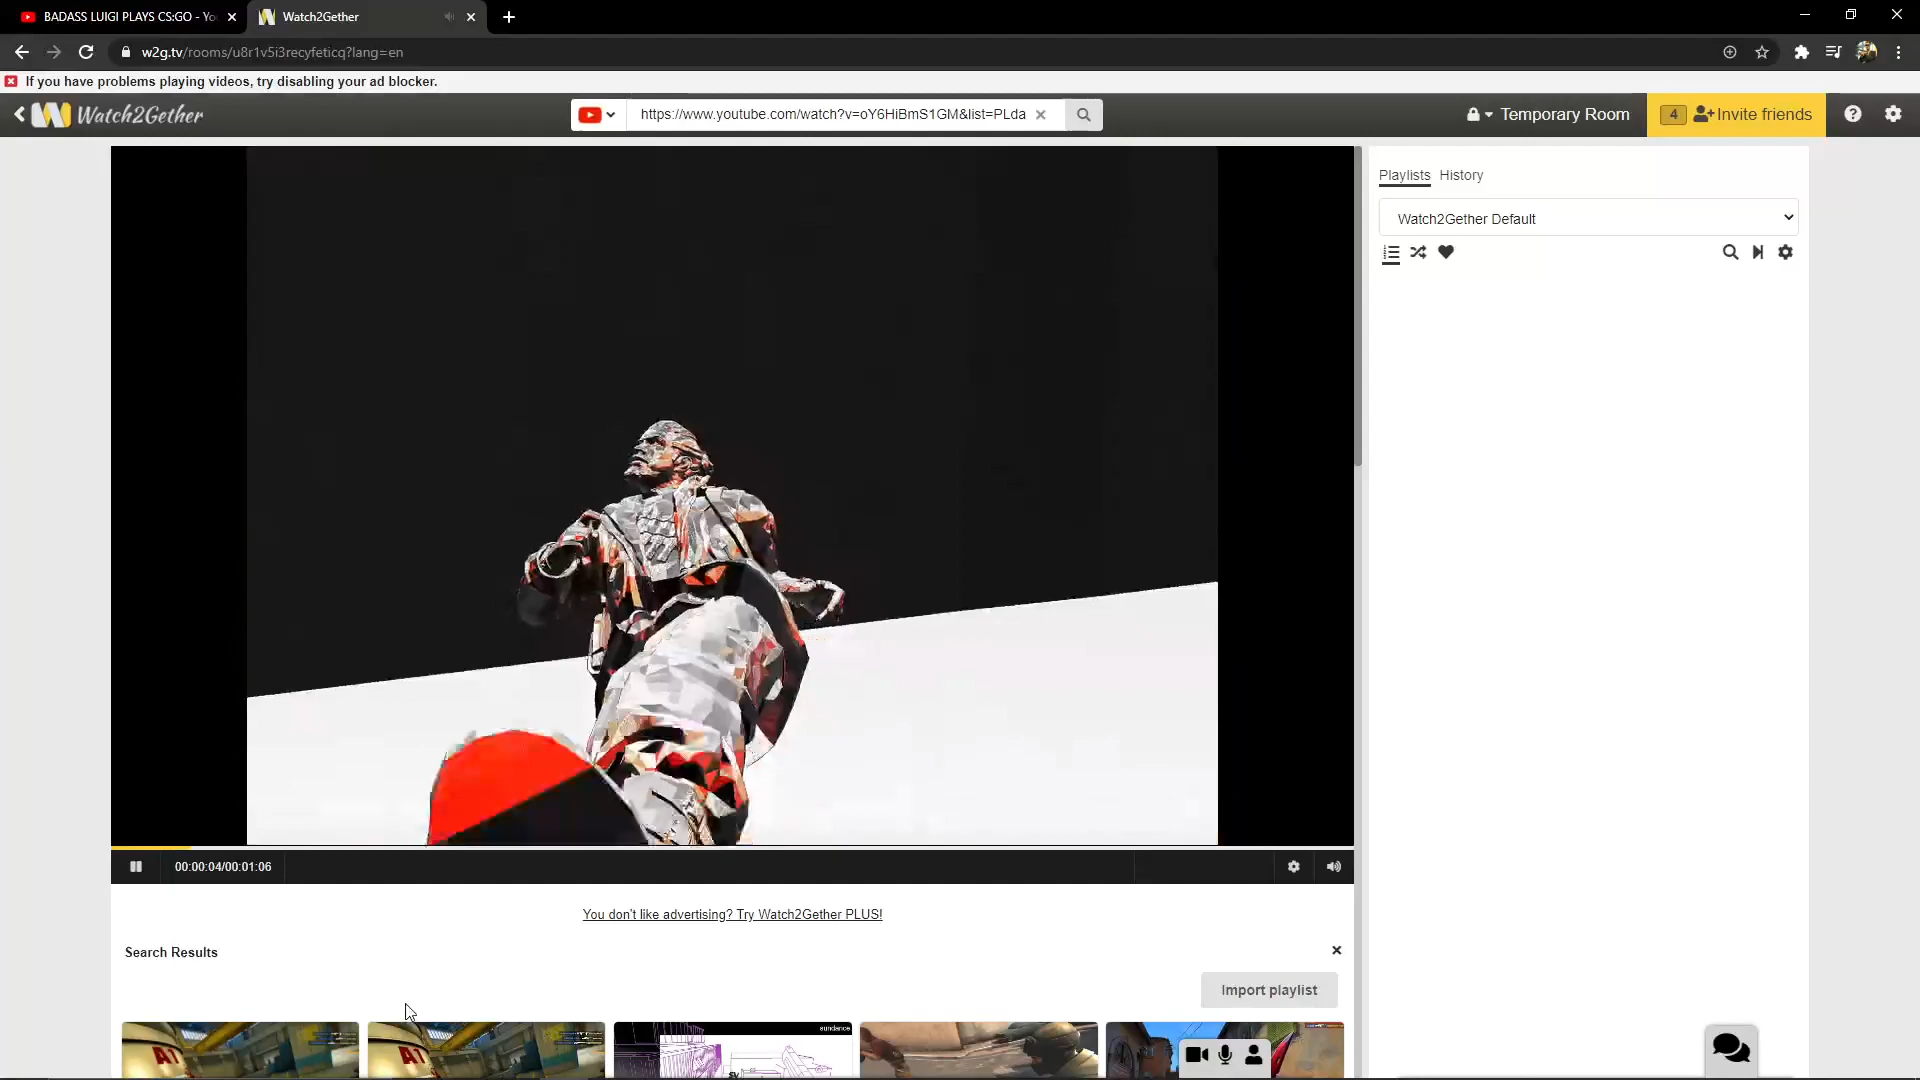 BADASS LUIGI PLAYS CS:GO - Yo
Watch2Gether
w2g.tv/rooms/u8r1v5i3recyfeticq?lang=en
If you have problems playing videos, try disabling your ad blocker.
Watch2Gether
https://www.youtube.com/watch?v=oY6HiBmS1GM&list=PLda
Temporary Room
4
Invite friends
Playlists History
Watch2Gether Default
00:00:04/00:01:06
You don't like advertising? Try Watch2Gether PLUS!
Search Results
Import playlist
A1
A1
sundance